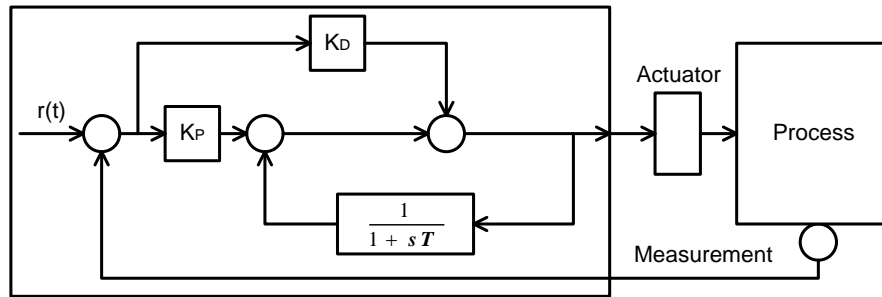 KD
Actuator
r(t)
KP
Process
1
1 + sT
Measurement